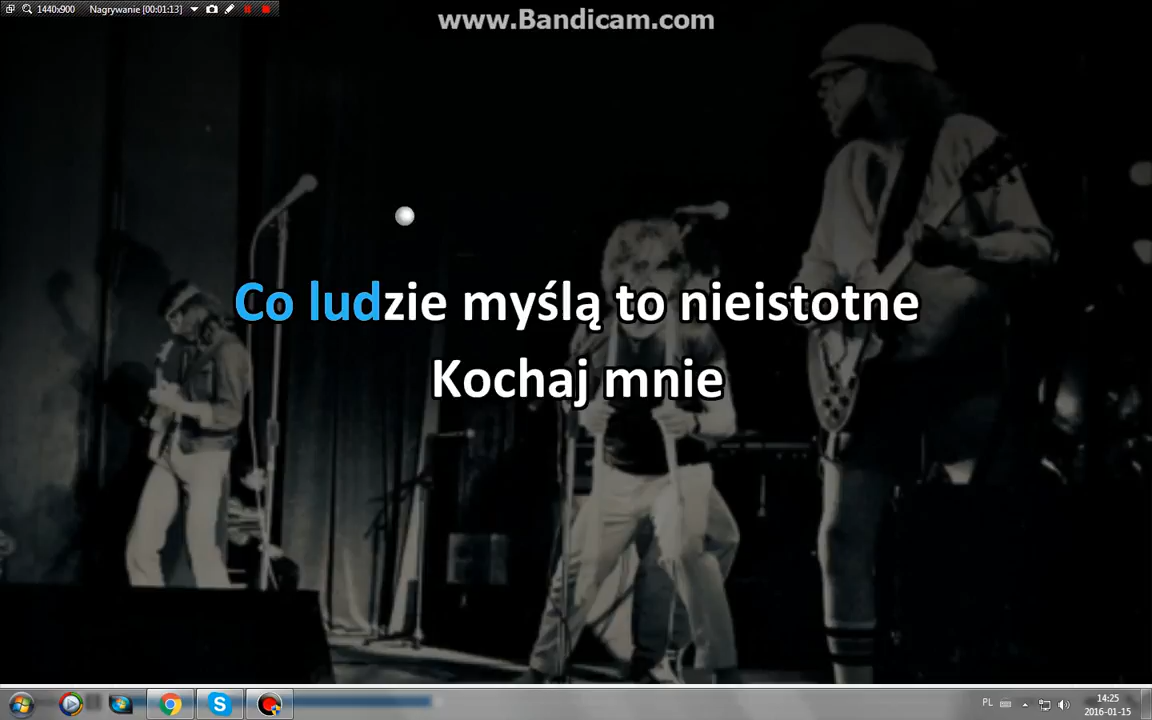 1440x900 Nagrywanie [00:01:13]
www.Bandicam.com
Co ludzie myślą to nieistotne
Kochaj mnie
PL
14:25
2016-01-15